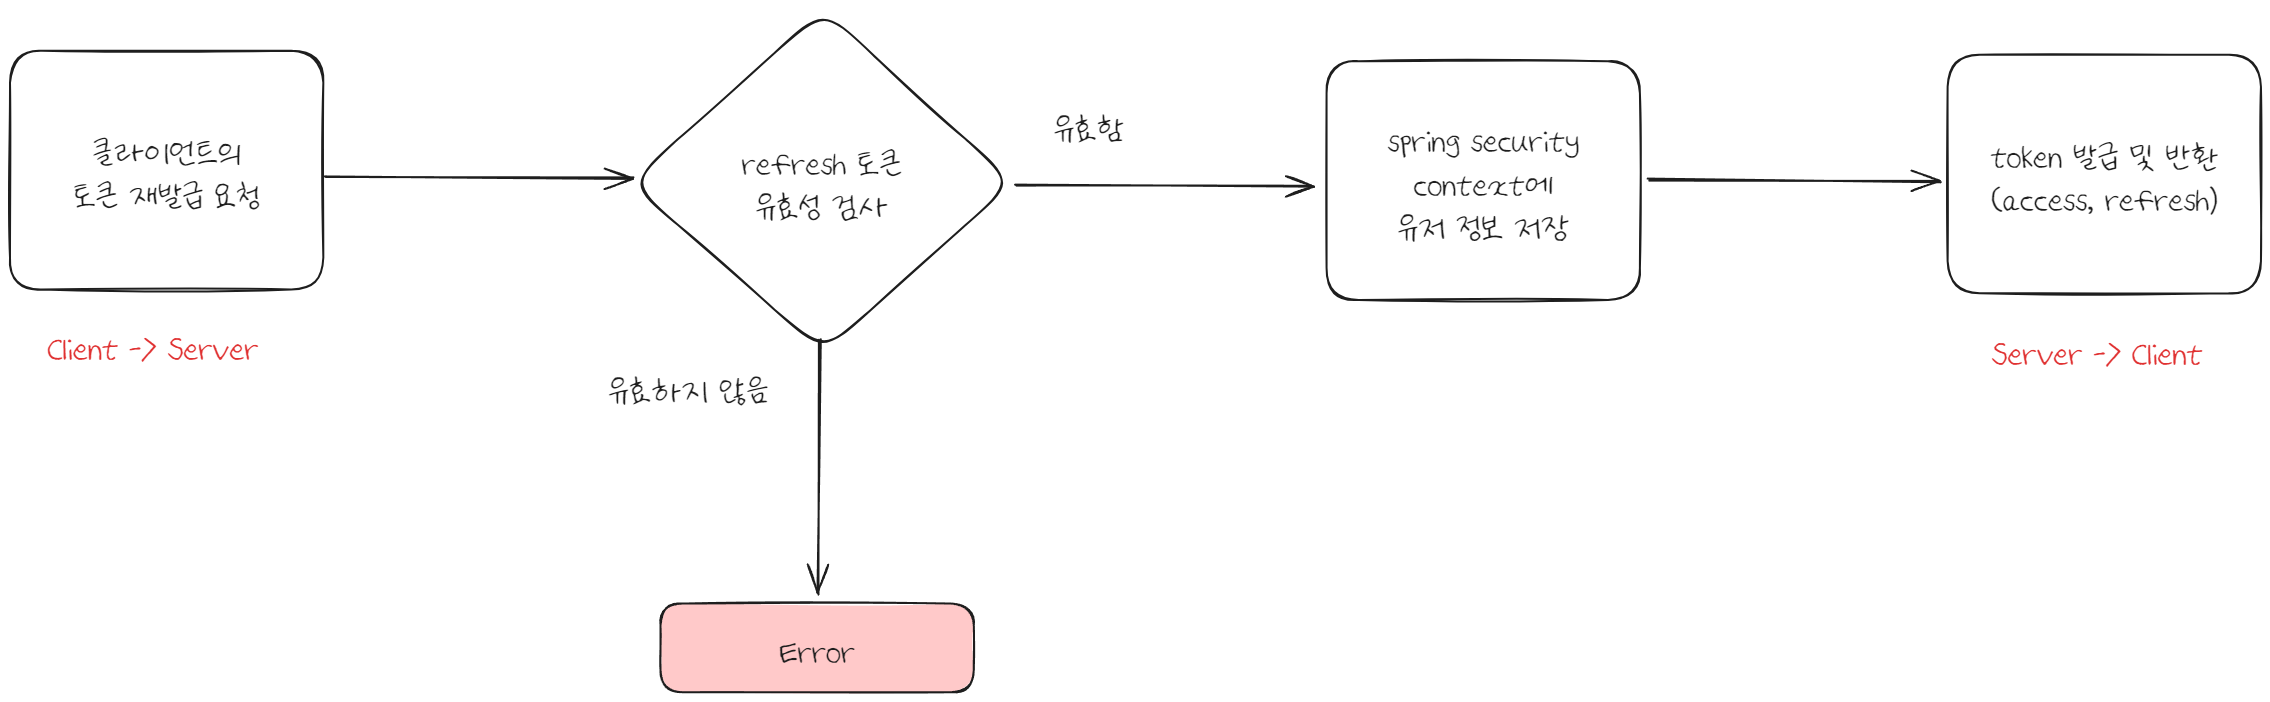 클라이언트의
토큰 재발급 요청
Client -> Server
refresh 토큰
유효성 검사
유효함
유효하지 않음
Error
spring security
context에
유저 정보 저장
token 발급 및 반환
(access, refresh)
Server -> Client